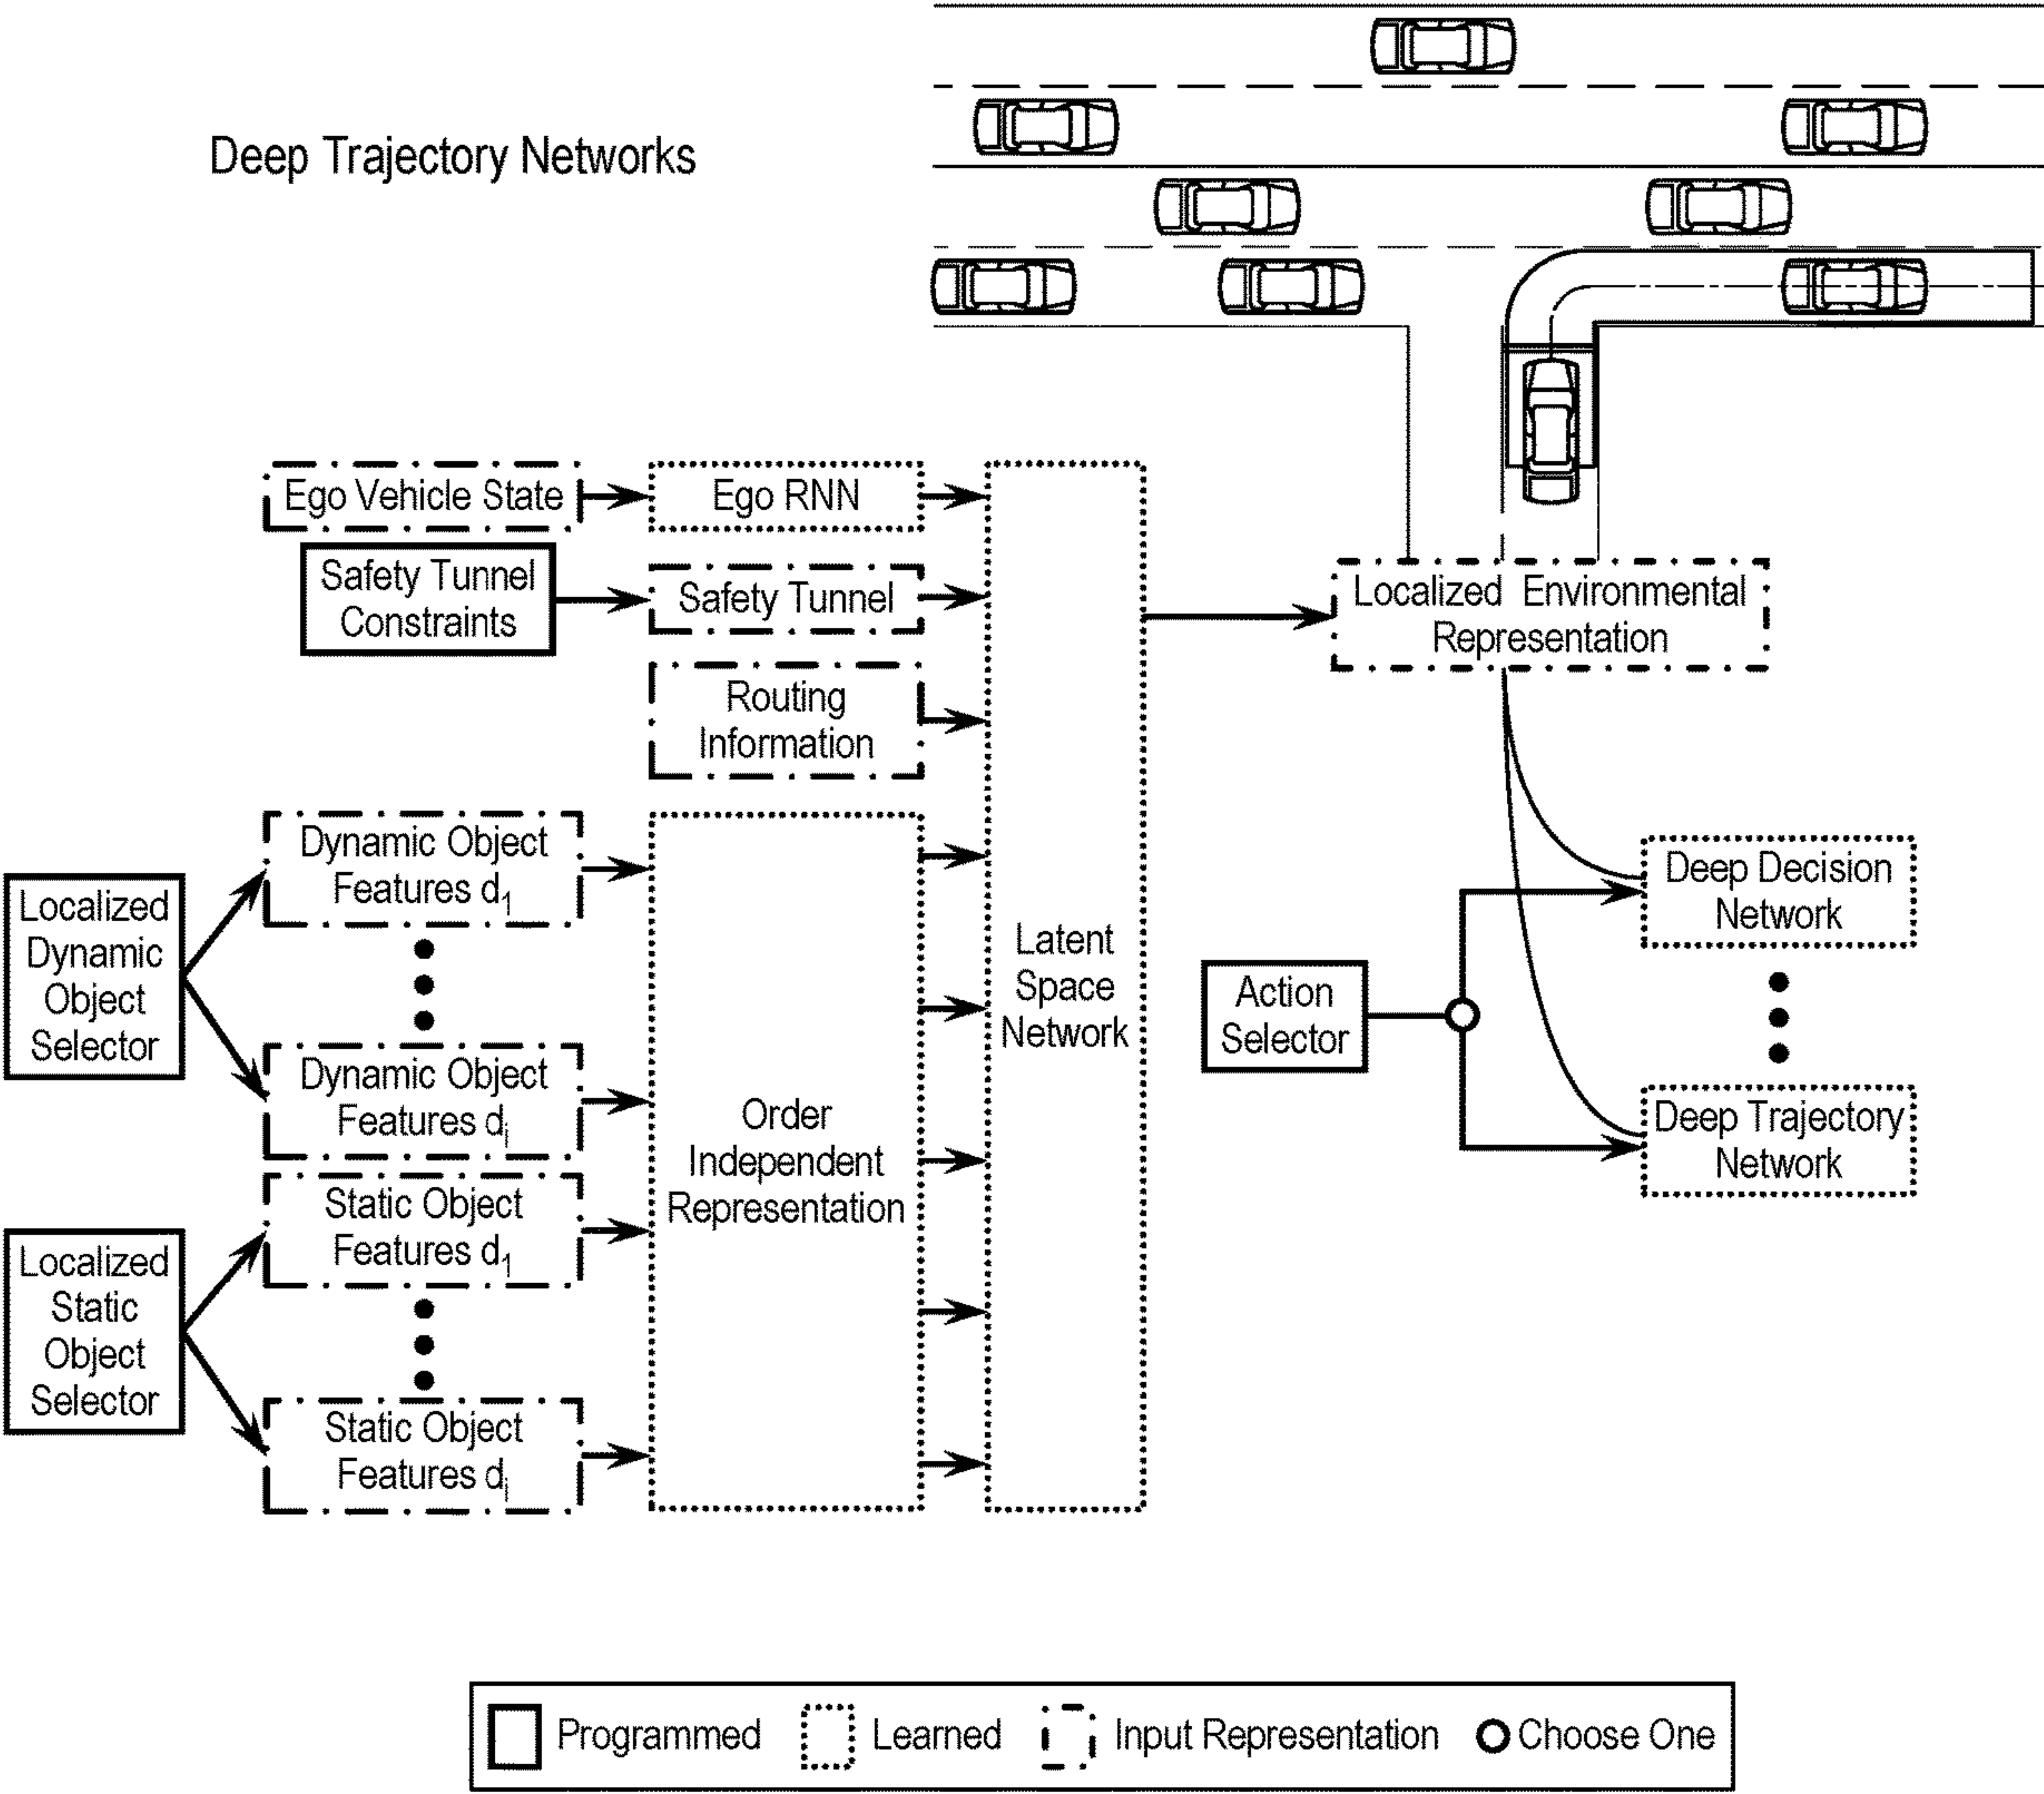 Deep Trajectory Networks
Ego Vehicle State
Ego RNN
Safety Tunnel
Constraints
Safety Tunnel
Routing
Information
Localized Environmental
Representation
Localized
Dynamic
Object
Selector
Dynamic Object
Features d1
Dynamic Object
Features di
Localized
Static
Object
Selector
Static Object
Features d1
Static Object
Features di
Order
Independent
Representation
Latent
Space
Network
Action
Selector
Deep Decision
Network
Deep Trajectory
Network
Programmed
Learned
Input Representation
Choose One